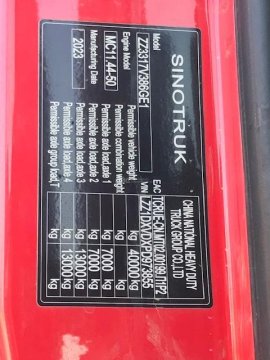 SINOTRUK
CHINA NATIONAL HEAVY DUTY
TRUCK GROUP CO.,LTD
ZZ3317V386GE1 EAC
VIN
Engine Model Permissible vehicle weight 40000 kg
MC11.44-50 Permissible combination weight kg
Permissible axle load,axle 1 7000 kg
Manufacturing Date Permissible axle load,axle 2 7000 kg
2023 Permissible axle load,axle 3 13000 kg
Permissible axle load,axle 4 13000 kg
Permissible axle group load,T kg